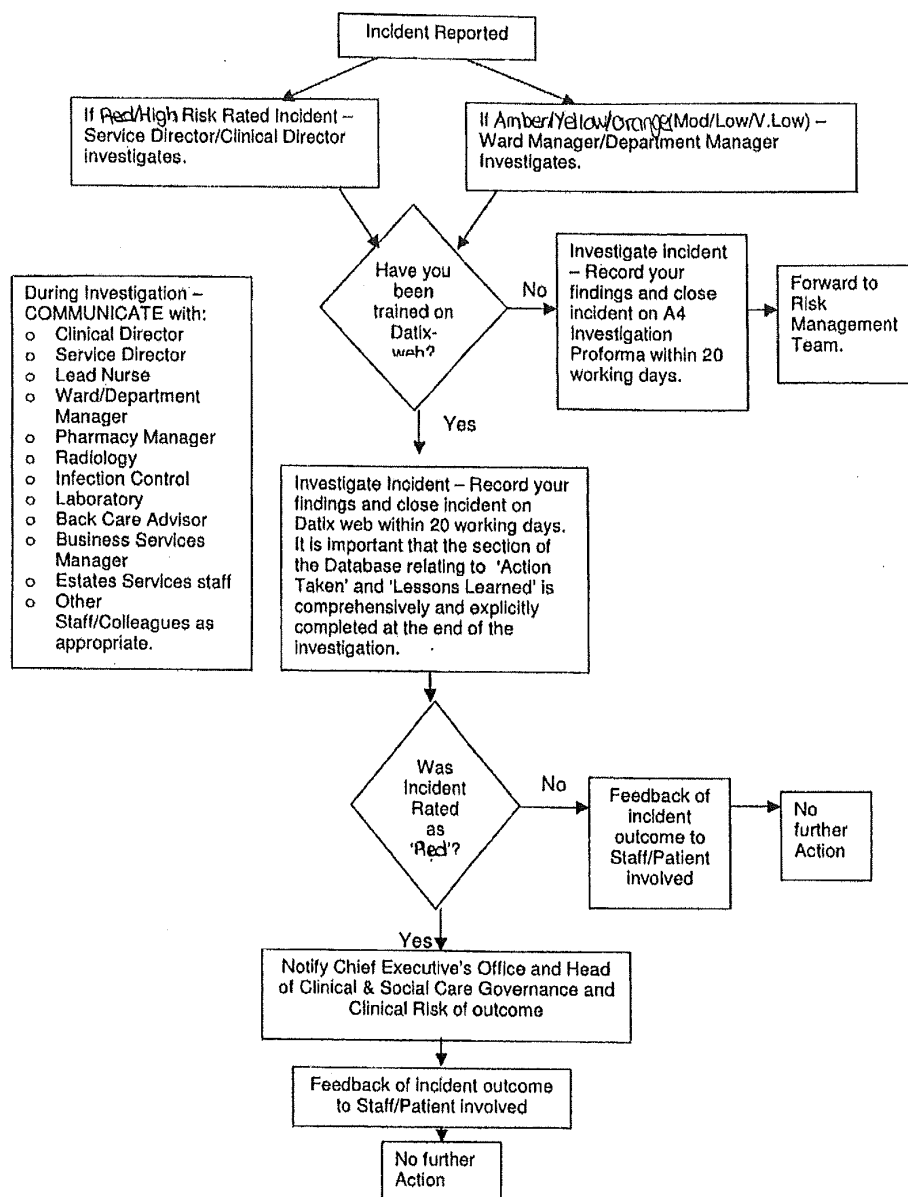 Incident Reported
If Red/High Risk Rated Incident –
Service Director/Clinical Director
investigates.
If Amber/Yellow/Orange(Mod/Low/V.Low) –
Ward Manager/Department Manager
Investigates.
Have you
been
trained on
Datix-
web?
No
Investigate incident
– Record your
findings and close
incident on A4
Investigation
Proforma within 20
working days.
Forward to
Risk
Management
Team.
During Investigation –
COMMUNICATE with:
o Clinical Director
o Service Director
o Lead Nurse
o Ward/Department
Manager
o Pharmacy Manager
o Radiology
o Infection Control
o Laboratory
o Back Care Advisor
o Business Services
Manager
o Estates Services staff
o Other
Staff/Colleagues as
appropriate.
Yes
Investigate Incident – Record your
findings and close incident on
Datix web within 20 working days.
It is important that the section of
the Database relating to 'Action
Taken' and 'Lessons Learned' is
comprehensively and explicitly
completed at the end of the
investigation.
Was
Incident
Rated
as
'Red'?
No
Feedback of
incident
outcome to
Staff/Patient
involved
No
further
Action
Yes
Notify Chief Executive's Office and Head
of Clinical & Social Care Governance and
Clinical Risk of outcome
Feedback of incident outcome
to Staff/Patient involved
No further
Action